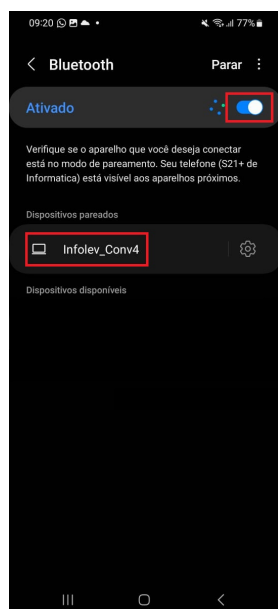 09:20 77%
Bluetooth Parar
Ativado
Verifique se o aparelho que você deseja conectar
está no modo de pareamento. Seu telefone (S21+ de
Informatica) está visível aos aparelhos próximos.
Dispositivos pareados
Infolev_Conv4
Dispositivos disponíveis